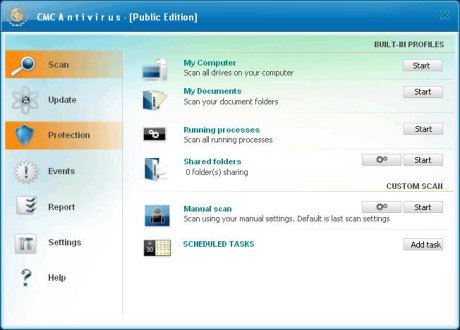 CMC Antivirus - [Public Edition]
BUILT-IN PROFILES
Scan
My Computer
Scan all drives on your computer
Start
Update
My Documents
Scan your document folders
Start
Protection
Running processes
Scan all running processes
Start
Events
Shared folders
0 folder(s) sharing
Start
CUSTOM SCAN
Report
Manual scan
Scan using your manual settings. Default is last scan settings
Start
Settings
30
SCHEDULED TASKS
Add task
Help